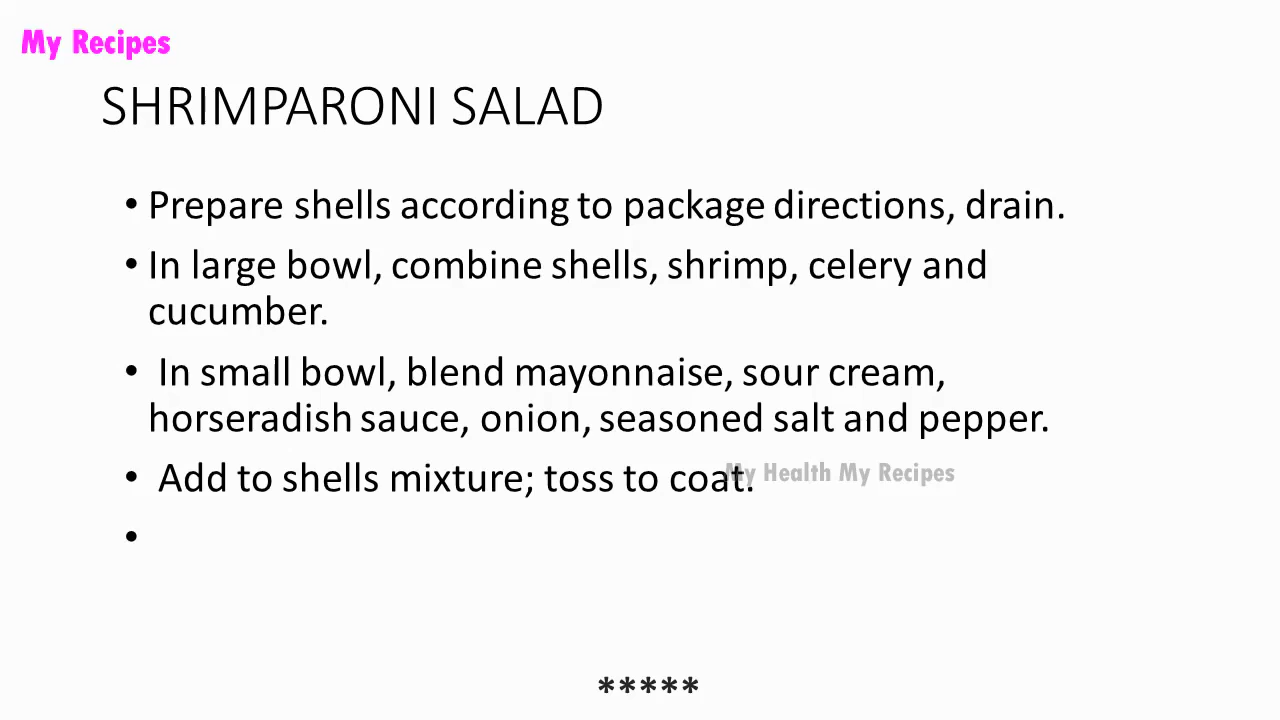 My Recipes
SHRIMPARONI SALAD
• Prepare shells according to package directions, drain.
• In large bowl, combine shells, shrimp, celery and
cucumber.
• In small bowl, blend mayonnaise, sour cream,
horseradish sauce, onion, seasoned salt and pepper.
• Add to shells mixture; toss to coat.
My Health My Recipes
•
*****